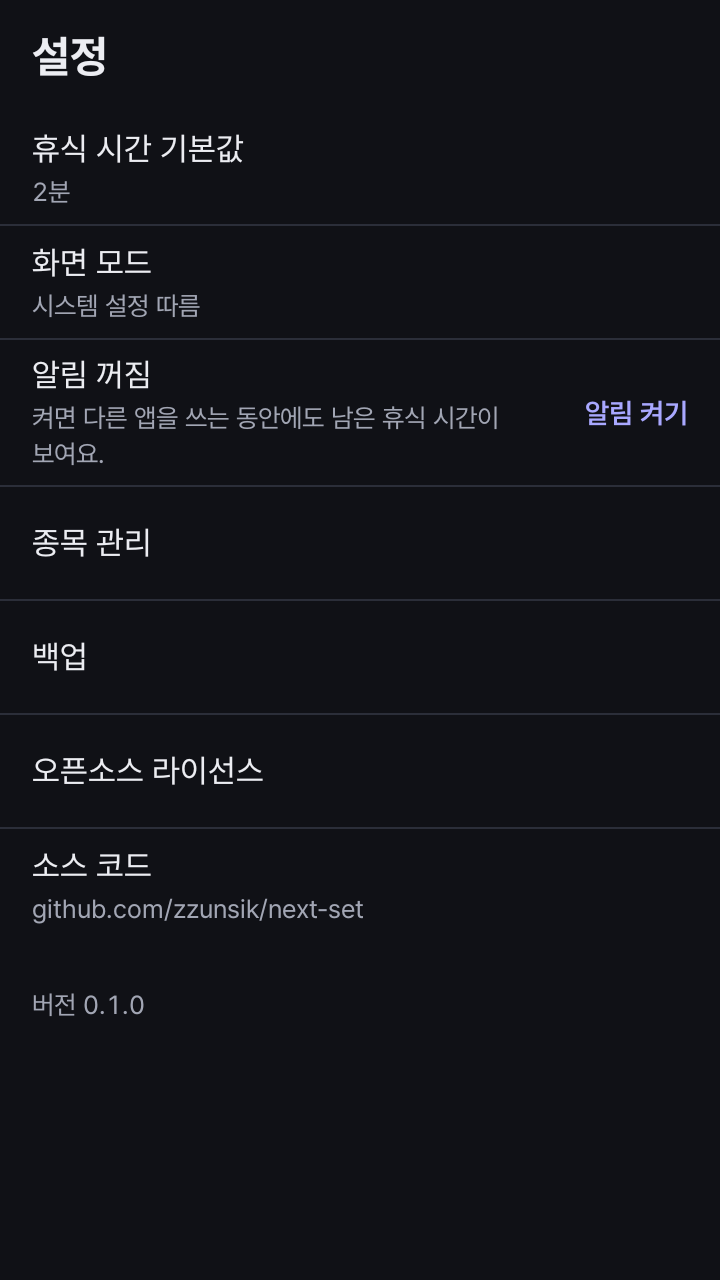 설정
휴식 시간 기본값
2분
화면 모드
시스템 설정 따름
알림 꺼짐
켜면 다른 앱을 쓰는 동안에도 남은 휴식 시간이
보여요.
알림 켜기
종목 관리
백업
오픈소스 라이선스
소스 코드
github.com/zzunsik/next-set
버전 0.1.0